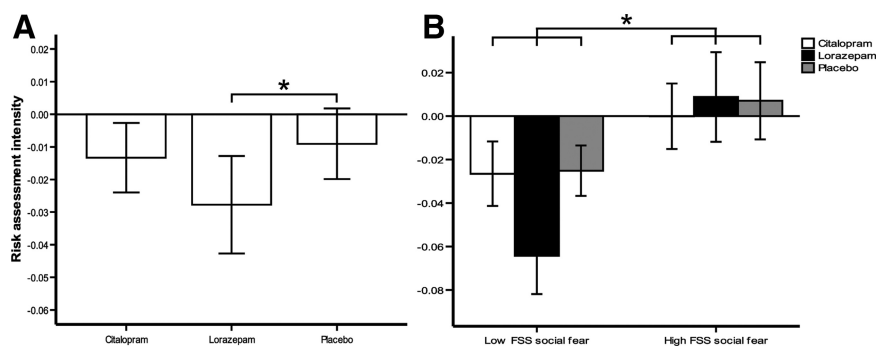 A
B
*
*
Citalopram
Lorazepam
Placebo
Risk assessment intensity
0.02
0.01
0.00
-0.01
-0.02
-0.03
-0.04
-0.05
-0.06
0.02
0.00
-0.02
-0.04
-0.06
-0.08
Citalopram
Lorazepam
Placebo
Low FSS social fear
High FSS social fear